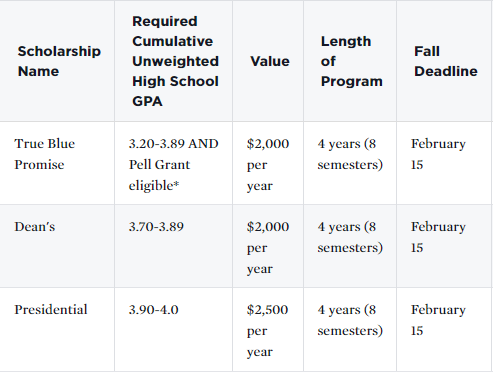 Scholarship
Name
Required
Cumulative
Unweighted
High School
GPA
Value
Length
of
Program
Fall
Deadline
True Blue
Promise
3.20-3.89 AND
Pell Grant
eligible*
$2,000
per
year
4 years (8
semesters)
February
15
Dean's
3.70-3.89
$2,000
per
year
4 years (8
semesters)
February
15
Presidential
3.90-4.0
$2,500
per
year
4 years (8
semesters)
February
15